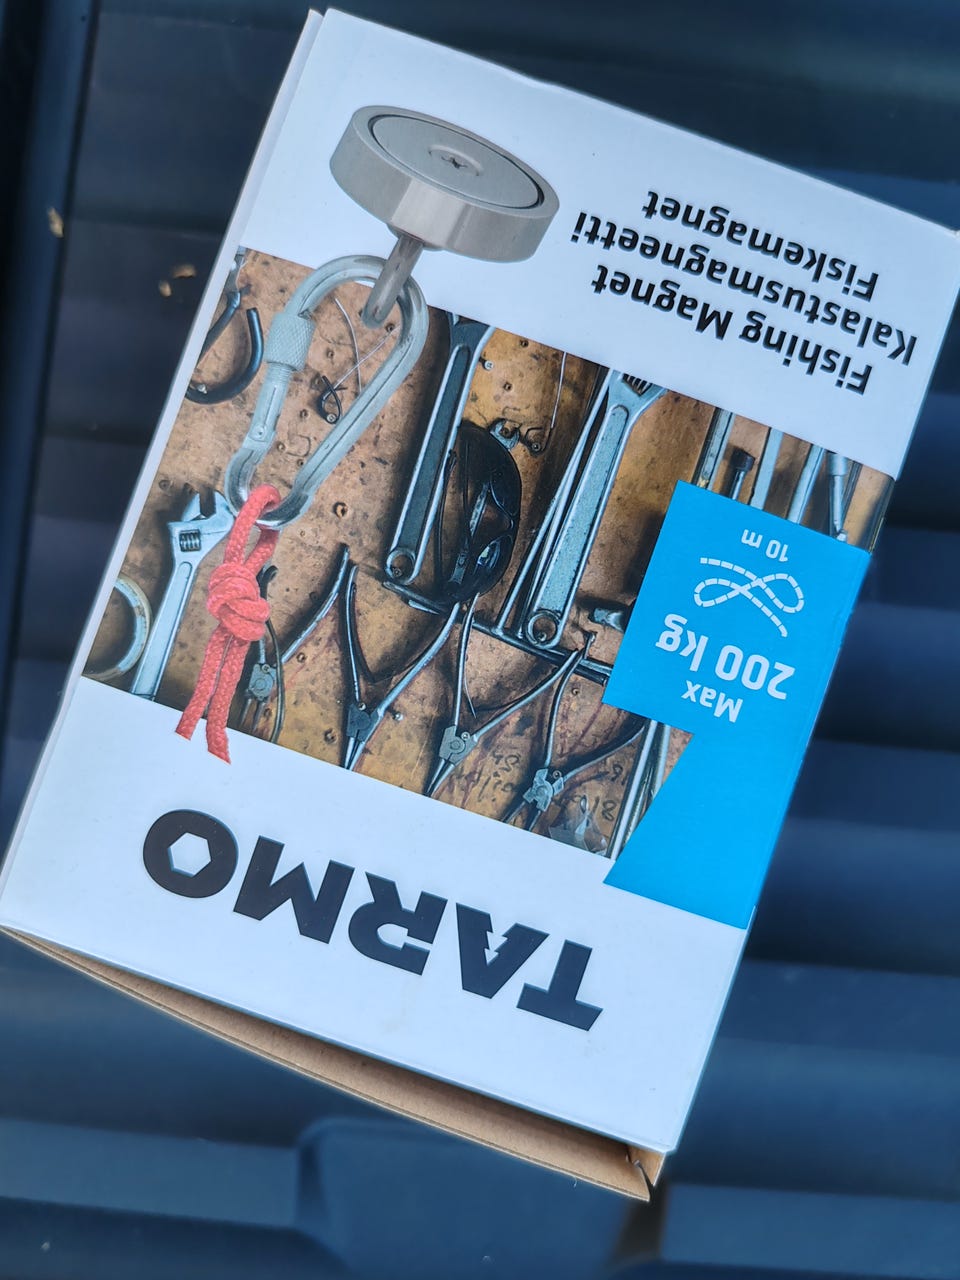 TARMO
Max
200 kg
10 m
Fishing Magnet
Kalastusmagneetti
Fiskemagnet